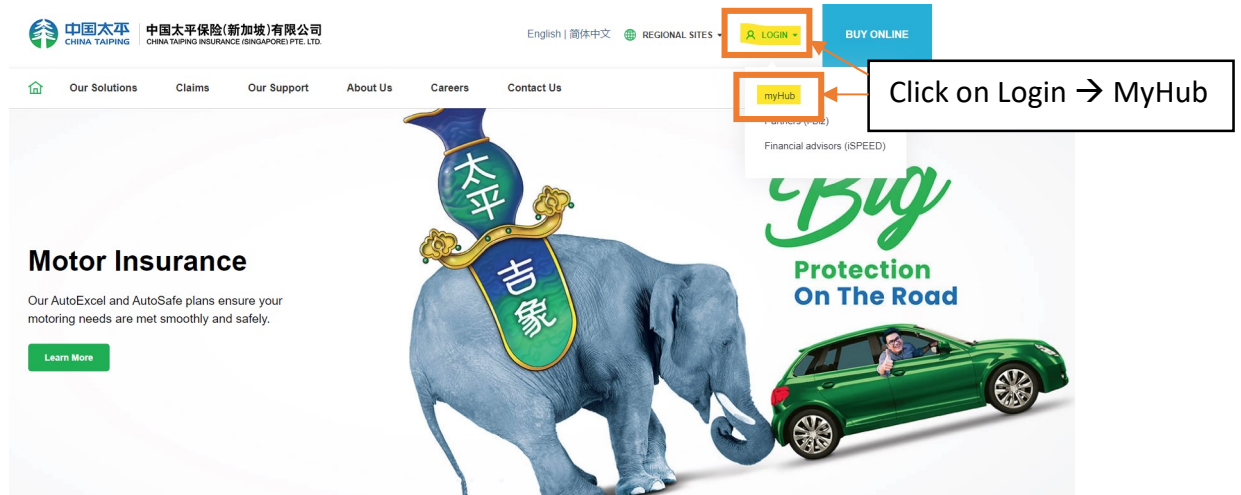 中国太平 中国太平保险(新加坡)有限公司
CHINA TAIPING CHINA TAIPING INSURANCE (SINGAPORE) PTE. LTD.
English | 简体中文 REGIONAL SITES LOGIN BUY ONLINE
Our Solutions Claims Our Support About Us Careers Contact Us
myHub
Financial advisors (iSPEED)
Click on Login → MyHub
太平
吉象
Big
Protection
On The Road
Motor Insurance
Our AutoExcel and AutoSafe plans ensure your
motoring needs are met smoothly and safely.
Learn More